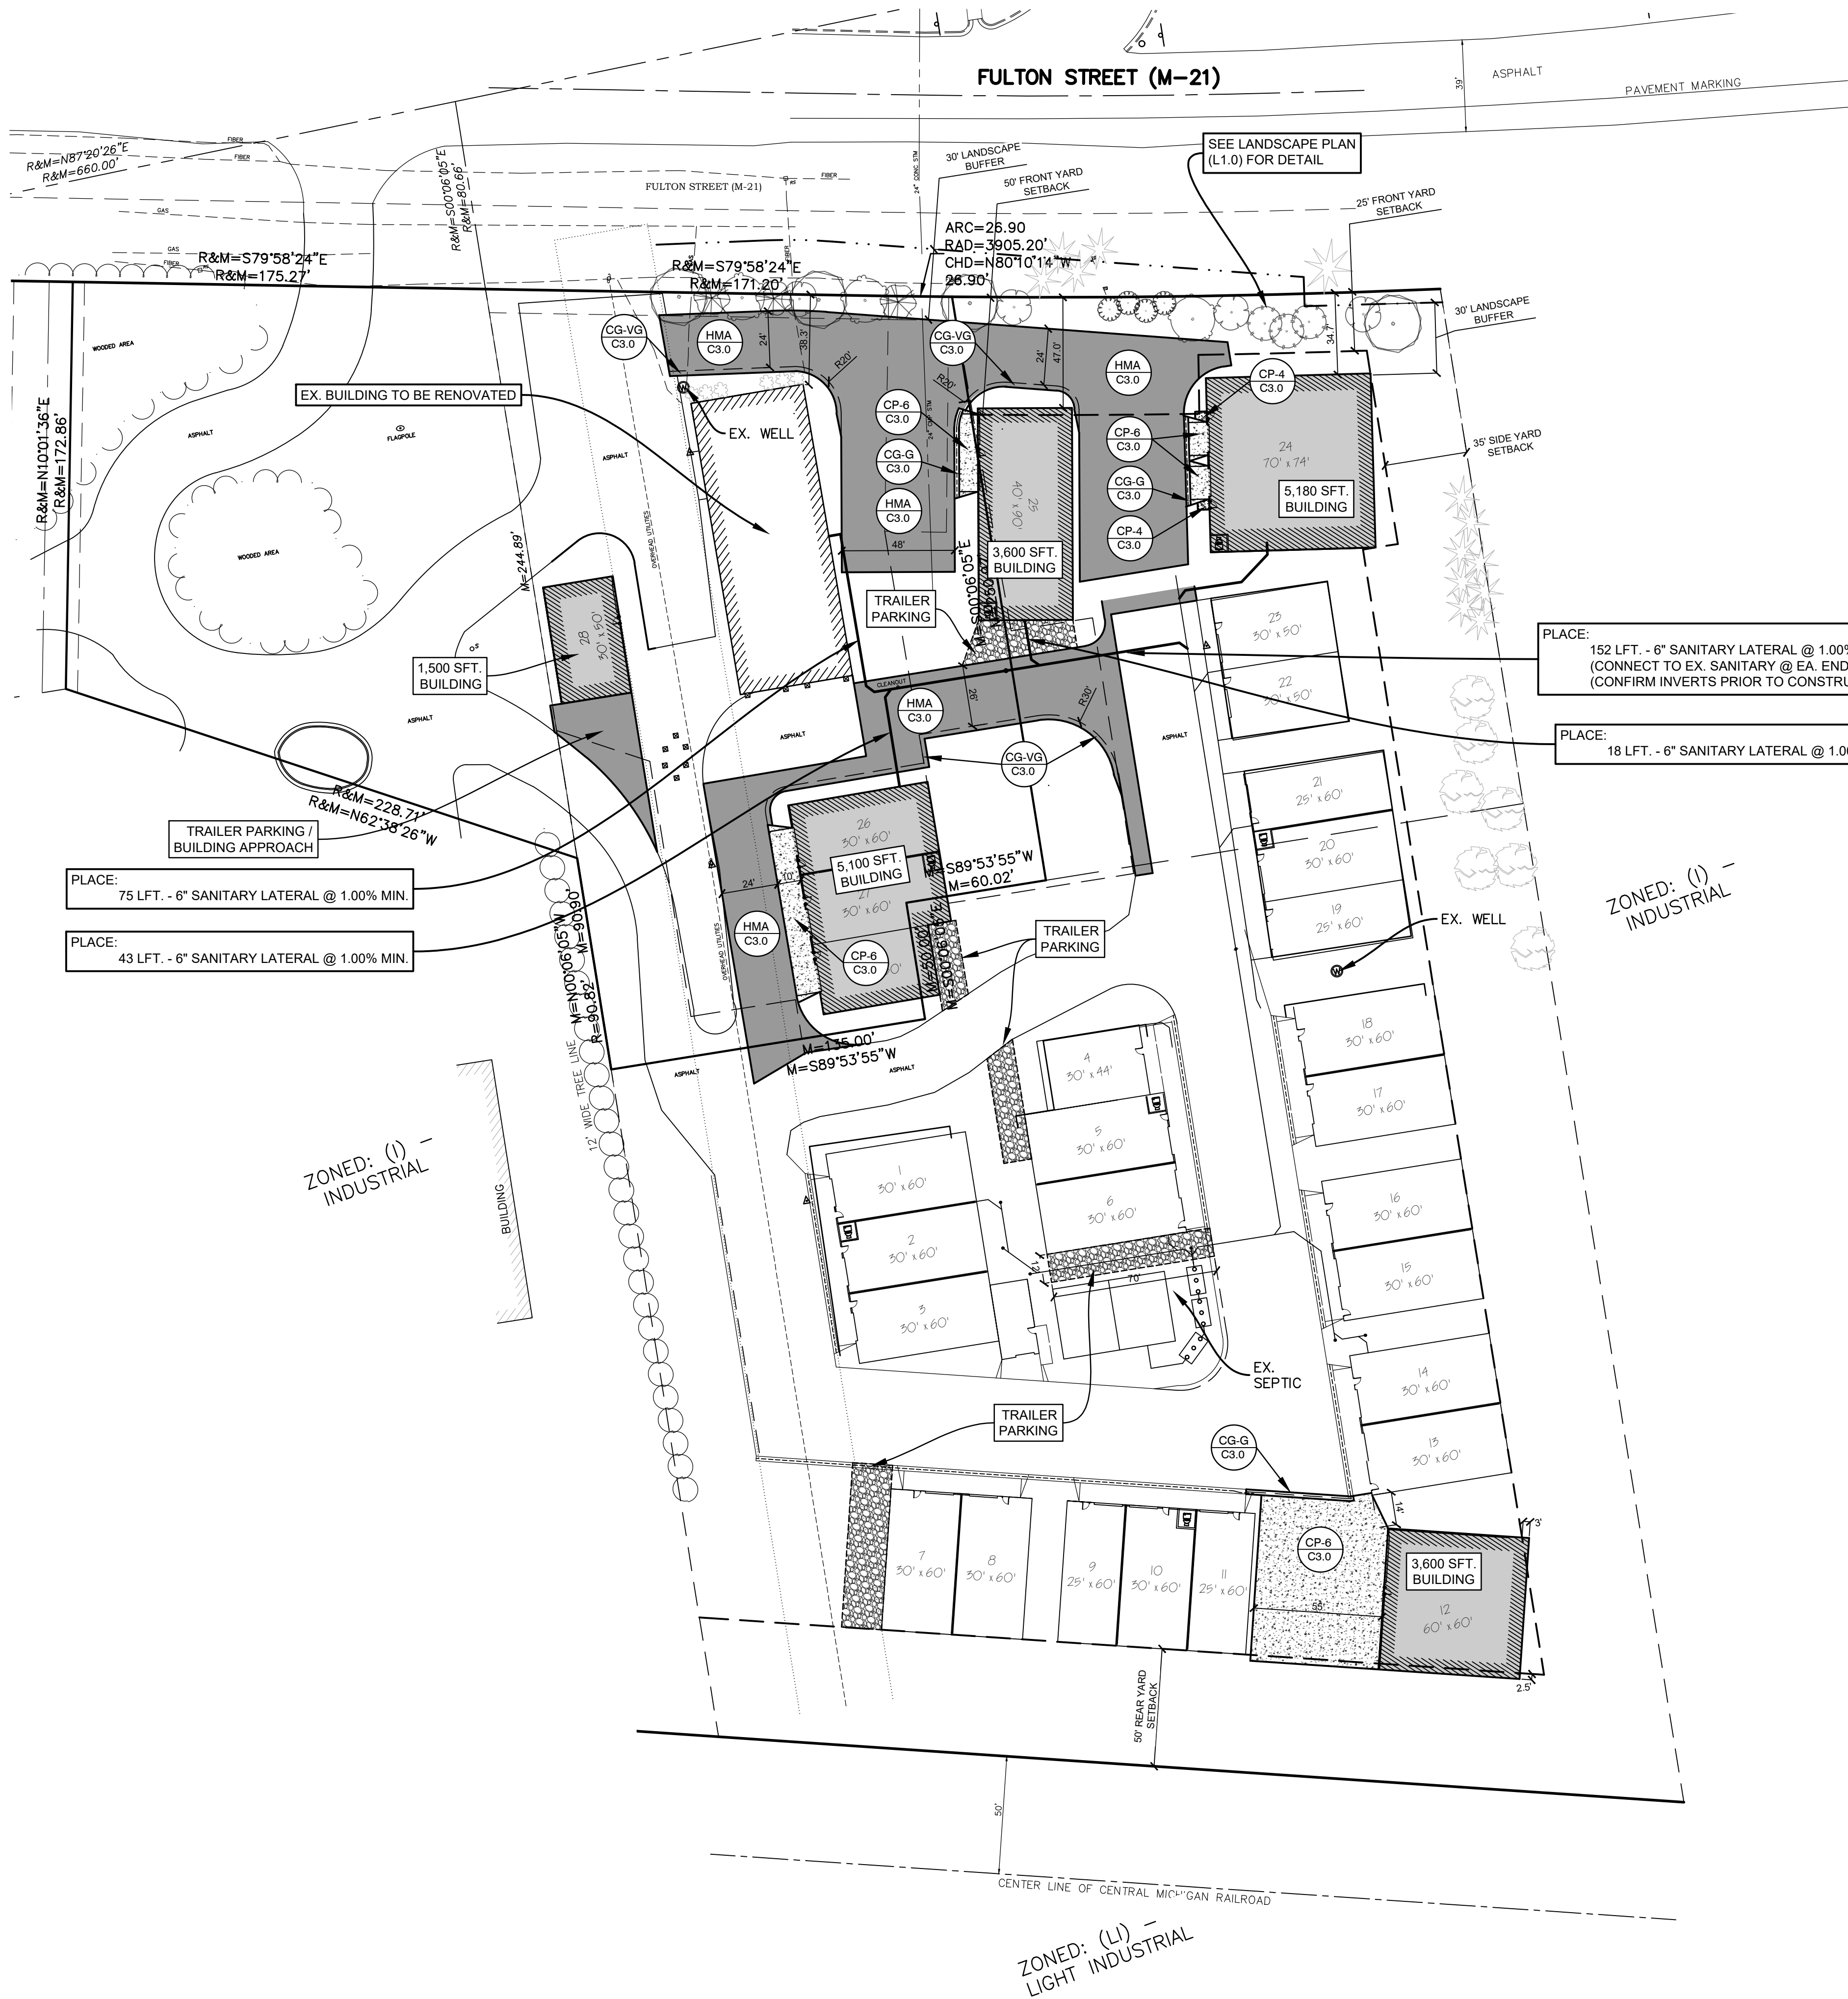 FULTON STREET (M-21)
39'
ASPHALT
PAVEMENT MARKING
SEE LANDSCAPE PLAN
(L1.0) FOR DETAIL
FIBER
FIBER
R&M=N87°20'26"E
R&M=660.00'
R&M=S00°06'05"E
R&M=80.66'
24" CONC STM
30' LANDSCAPE
BUFFER
50' FRONT YARD
SETBACK
FIBER
FULTON STREET (M-21)
25' FRONT YARD
SETBACK
GAS
GAS
FIBER
R&M=S79°58'24"E
R&M=175.27'
R&M=S79°58'24"E
R&M=171.20'
FIBER
ARC=26.90
RAD=3905.20'
CHD=N80°10'14"W
26.90'
30' LANDSCAPE
BUFFER
CG-VG
C3.0
HMA
C3.0
24'
38.3'
R20'
CG-VG
C3.0
24'
47.0'
R20'
HMA
C3.0
34.7'
CP-4
C3.0
WOODED AREA
EX. BUILDING TO BE RENOVATED
EX. WELL
ASPHALT
FLAGPOLE
ASPHALT
R&M=N10°01'36"E
R&M=172.86'
CP-6
C3.0
CG-G
C3.0
HMA
C3.0
48'
25
40' x 90'
3,600 SFT.
BUILDING
CP-6
C3.0
CG-G
C3.0
CP-4
C3.0
24
70' x 74'
5,180 SFT.
BUILDING
35' SIDE YARD
SETBACK
WOODED AREA
M=244.89'
OVERHEAD UTILITIES
M=S00°06'05"E
28
30' x 50'
1,500 SFT.
BUILDING
TRAILER
PARKING
23
30' x 50'
22
30' x 50'
PLACE:
152 LFT. - 6" SANITARY LATERAL @ 1.00%
(CONNECT TO EX. SANITARY @ EA. END
(CONFIRM INVERTS PRIOR TO CONSTRU
PLACE:
18 LFT. - 6" SANITARY LATERAL @ 1.00
CLEANOUT
HMA
C3.0
26'
R30'
CG-VG
C3.0
ASPHALT
ASPHALT
ASPHALT
R&M=228.71'
R&M=N62°38'26"W
TRAILER PARKING /
BUILDING APPROACH
PLACE:
75 LFT. - 6" SANITARY LATERAL @ 1.00% MIN.
PLACE:
43 LFT. - 6" SANITARY LATERAL @ 1.00% MIN.
26
30' x 60'
5,100 SFT.
BUILDING
27
30' x 60'
24'
10'
HMA
C3.0
CP-6
C3.0
M=S89°53'55"W
M=60.02'
M=50.00'
M=S00°06'05"E
TRAILER
PARKING
21
25' x 60'
20
30' x 60'
19
25' x 60'
EX. WELL
ZONED: (I) -
INDUSTRIAL
M=N00°06'05"W
M=90.90'
R=90.82'
OVERHEAD UTILITIES
M=135.00'
M=S89°53'55"W
ASPHALT
ASPHALT
12' WIDE TREE LINE
ZONED: (I) -
INDUSTRIAL
BUILDING
18
30' x 60'
17
30' x 60'
4
30' x 44'
5
30' x 60'
6
30' x 60'
1
30' x 60'
2
30' x 60'
3
30' x 60'
12'
70'
16
30' x 60'
15
30' x 60'
EX.
SEPTIC
14
30' x 60'
13
30' x 60'
TRAILER
PARKING
CG-G
C3.0
7
30' x 60'
8
30' x 60'
9
25' x 60'
10
30' x 60'
11
25' x 60'
CP-6
C3.0
55'
14'
3'
3,600 SFT.
BUILDING
12
60' x 60'
2.5'
50' REAR YARD
SETBACK
50'
CENTER LINE OF CENTRAL MICHIGAN RAILROAD
ZONED: (LI) -
LIGHT INDUSTRIAL